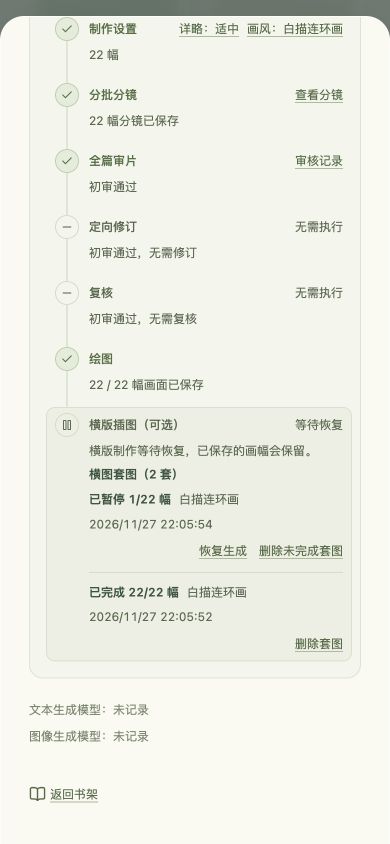 制作设置 详略：适中 画风：白描连环画
22 幅
分批分镜 查看分镜
22 幅分镜已保存
全篇审片 审核记录
初审通过
定向修订 无需执行
初审通过，无需修订
复核 无需执行
初审通过，无需复核
绘图
22 / 22 幅画面已保存
横版插图（可选） 等待恢复
横版制作等待恢复，已保存的画幅会保留。
横图套图（2 套）
已暂停 1/22 幅 白描连环画
2026/11/27 22:05:54
恢复生成 删除未完成套图
已完成 22/22 幅 白描连环画
2026/11/27 22:05:52
删除套图
文本生成模型：未记录
图像生成模型：未记录
返回书架